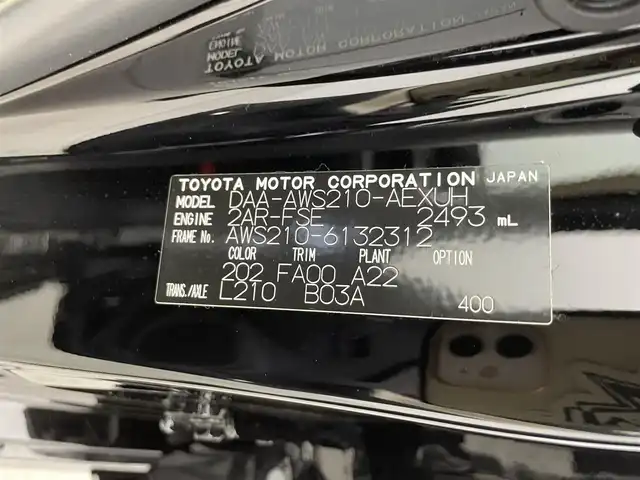 TOYOTA MOTOR CORPORATION JAPAN
MODEL DAA-AWS210-AEXUH
ENGINE 2AR-FSE 2493 mL
FRAME No. AWS210-6132312
COLOR TRIM PLANT OPTION
202 FA00 A22
TRANS./AXLE L210 B03A 400